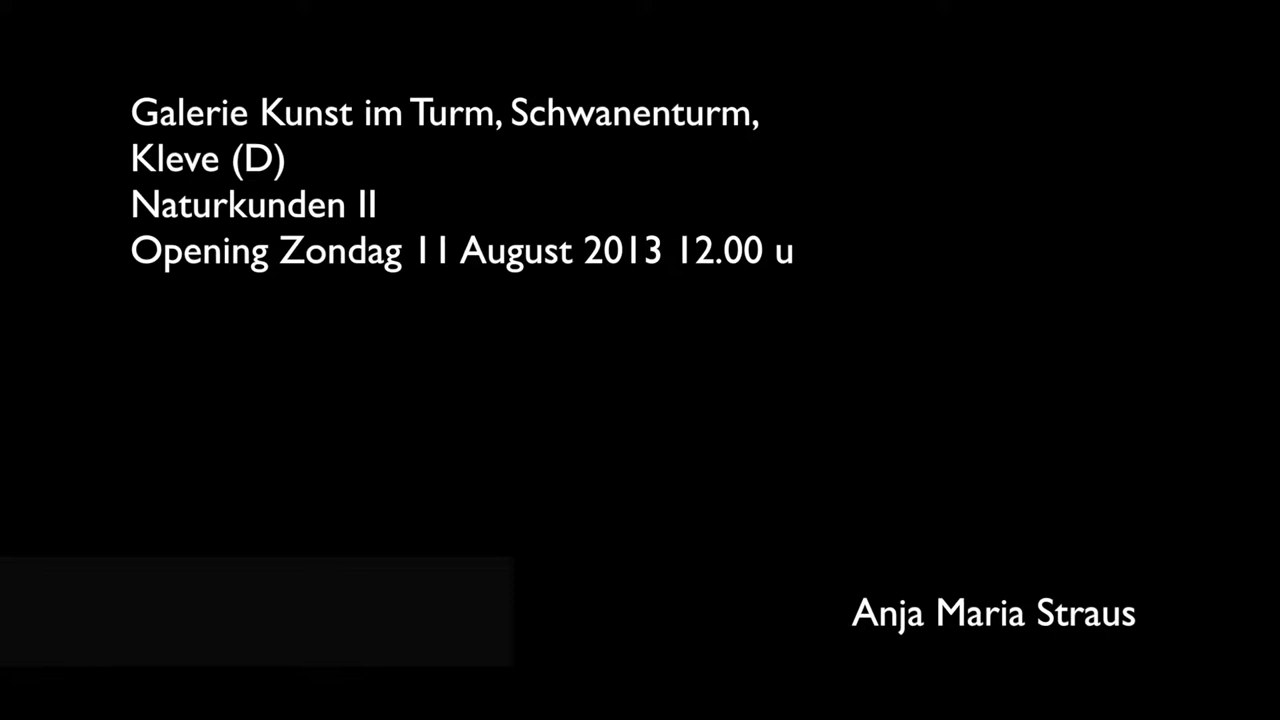 Galerie Kunst im Turm, Schwanenturm,
Kleve (D)
Naturkunden II
Opening Zondag 11 August 2013 12.00 u
Anja Maria Straus